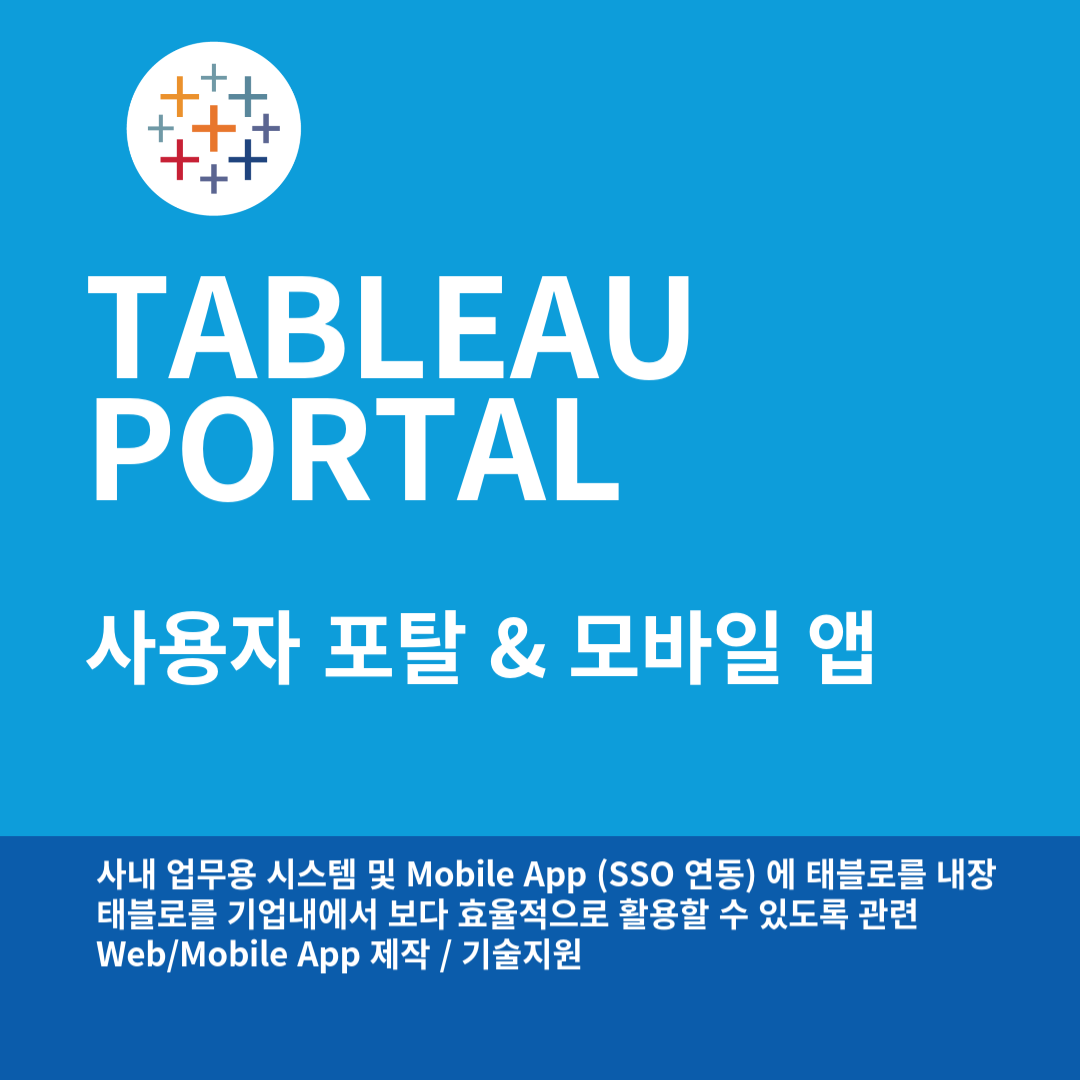 TABLEAU
PORTAL
사용자 포탈 & 모바일 앱
사내 업무용 시스템 및 Mobile App (SSO 연동) 에 태블로를 내장
태블로를 기업내에서 보다 효율적으로 활용할 수 있도록 관련
Web/Mobile App 제작 / 기술지원